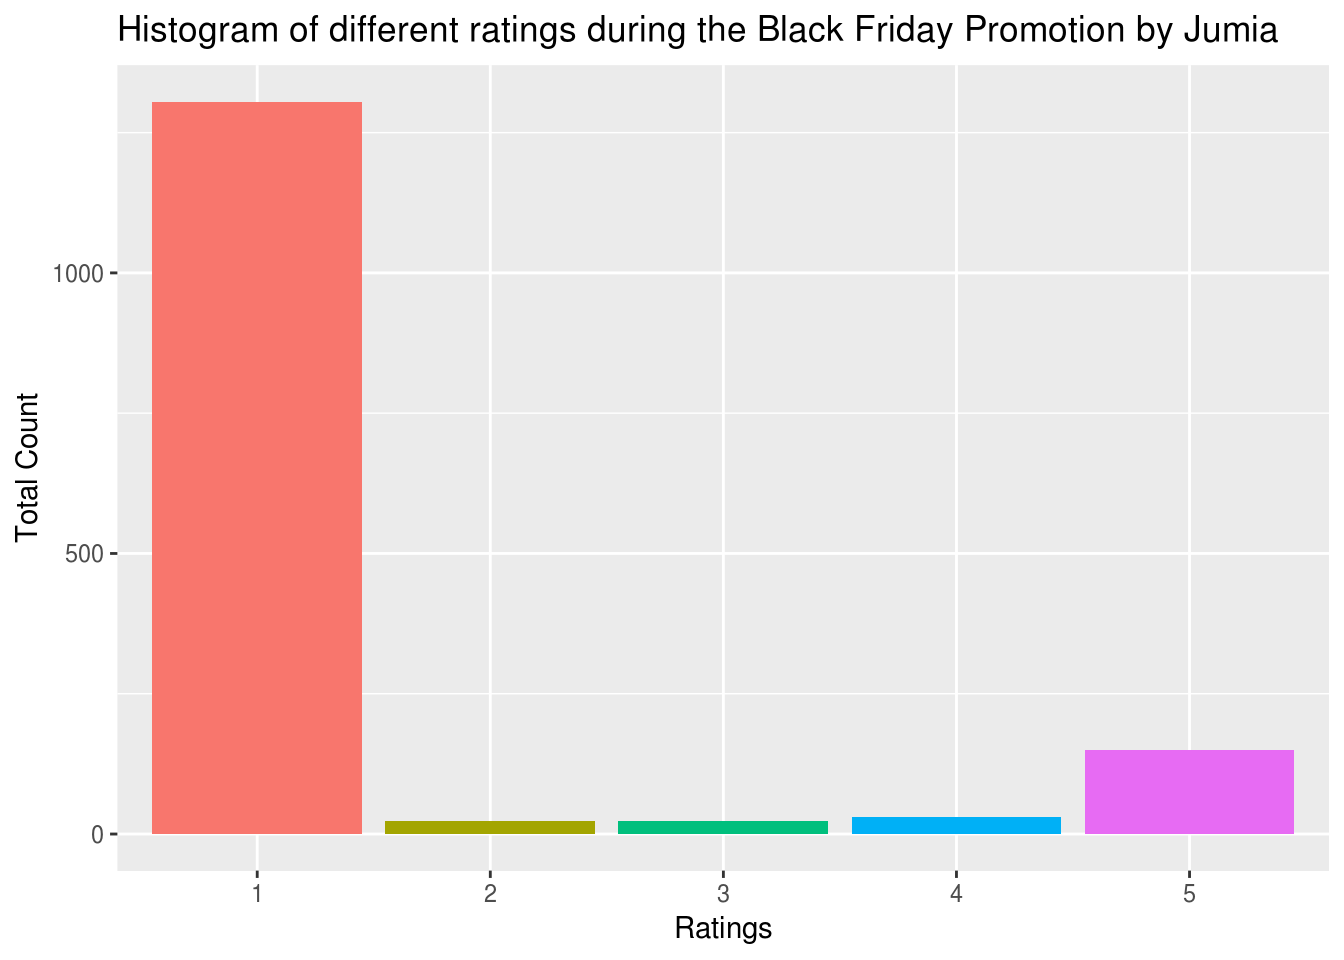 Histogram of different ratings during the Black Friday Promotion by Jumia
Total Count
1000
500
0
1 2 3 4 5
Ratings